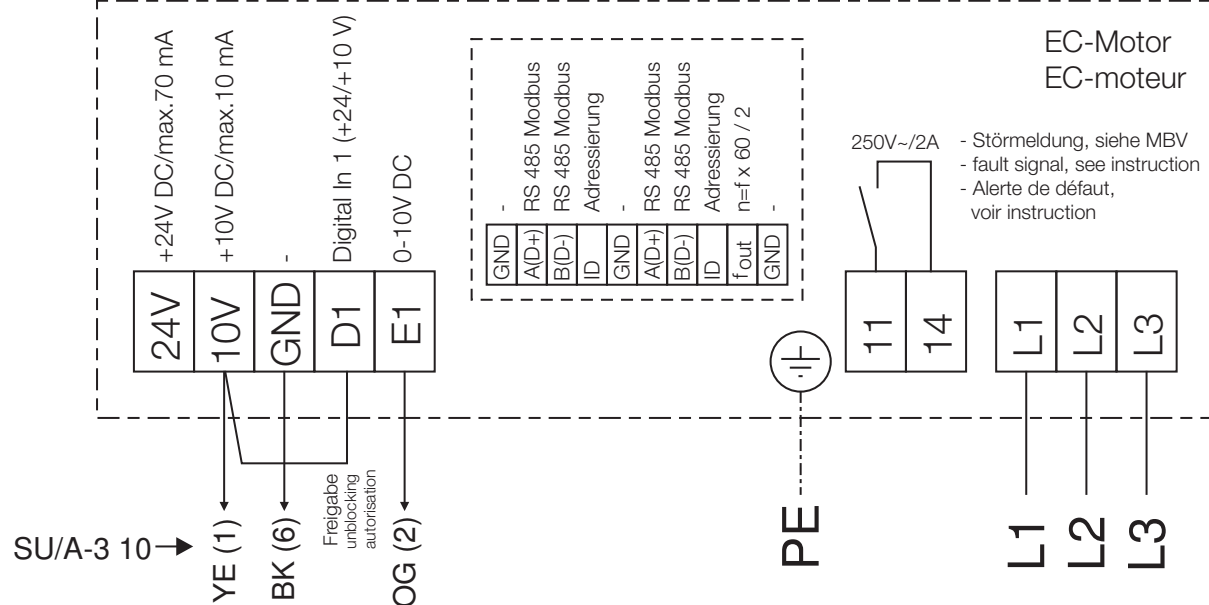 EC-Motor
EC-moteur
+24V DC/max.70 mA
+10V DC/max.10 mA
-
Digital In 1 (+24/+10 V)
0-10V DC
24V
10V
GND
D1
E1
-
RS 485 Modbus
RS 485 Modbus
Adressierung
-
RS 485 Modbus
RS 485 Modbus
Adressierung
n=f x 60 / 2
-
GND
A(D+)
B(D-)
ID
GND
A(D+)
B(D-)
ID
fout
GND
250V~/2A
- Störmeldung, siehe MBV
- fault signal, see instruction
- Alerte de défaut,
voir instruction
11
14
L1
L2
L3
SU/A-3 10
YE (1)
BK (6)
Freigabe
unblocking
autorisation
OG (2)
PE
L1
L2
L3